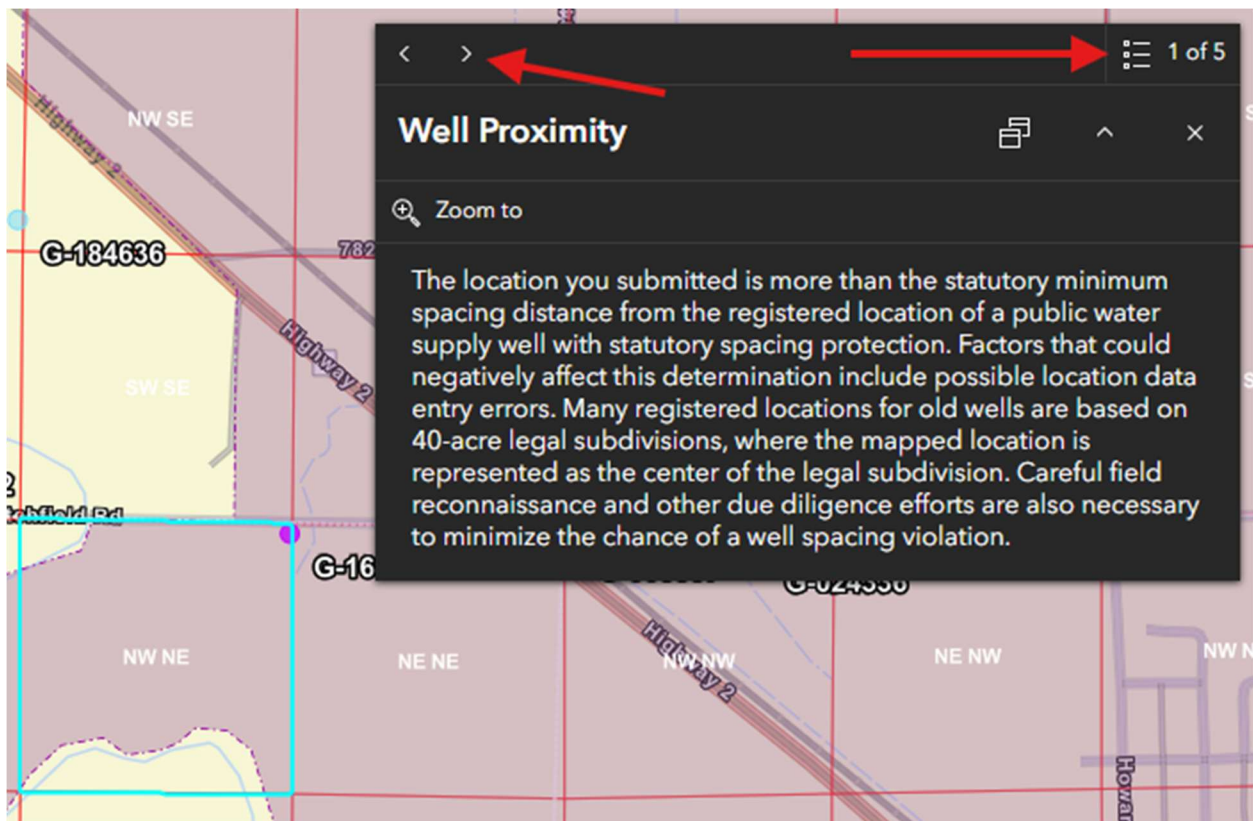 1 of 5
Well Proximity
Zoom to
The location you submitted is more than the statutory minimum
spacing distance from the registered location of a public water
supply well with statutory spacing protection. Factors that could
negatively affect this determination include possible location data
entry errors. Many registered locations for old wells are based on
40-acre legal subdivisions, where the mapped location is
represented as the center of the legal subdivision. Careful field
reconnaissance and other due diligence efforts are also necessary
to minimize the chance of a well spacing violation.
Highway 2
NW SE
G-184636
782
Highway 2
SW SE
G-16
NW NE
NE NE
Highway 2
NW NW
NE NW
NW N
Howar